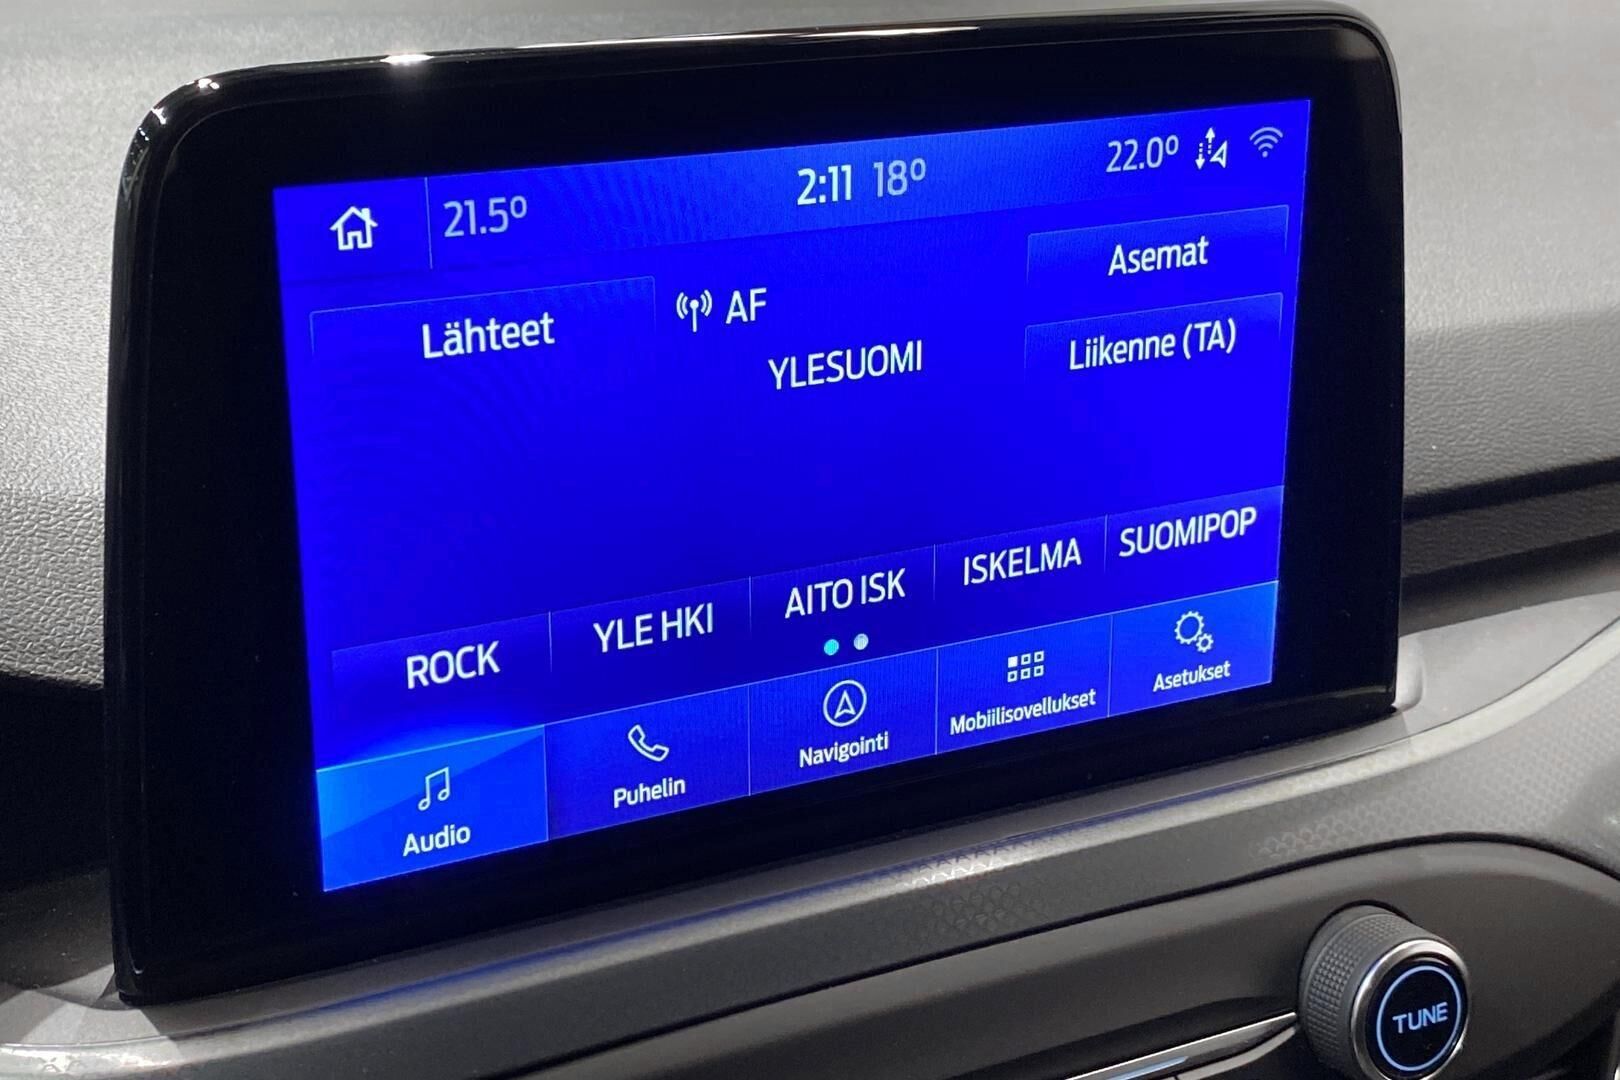 21.5° 2:11 18° 22.0°
Lähteet
AF
YLESUOMI
Asemat
Liikenne (TA)
ROCK YLE HKI AITO ISK ISKELMA SUOMIPOP
Audio Puhelin Navigointi Mobiilisovellukset Asetukset
TUNE